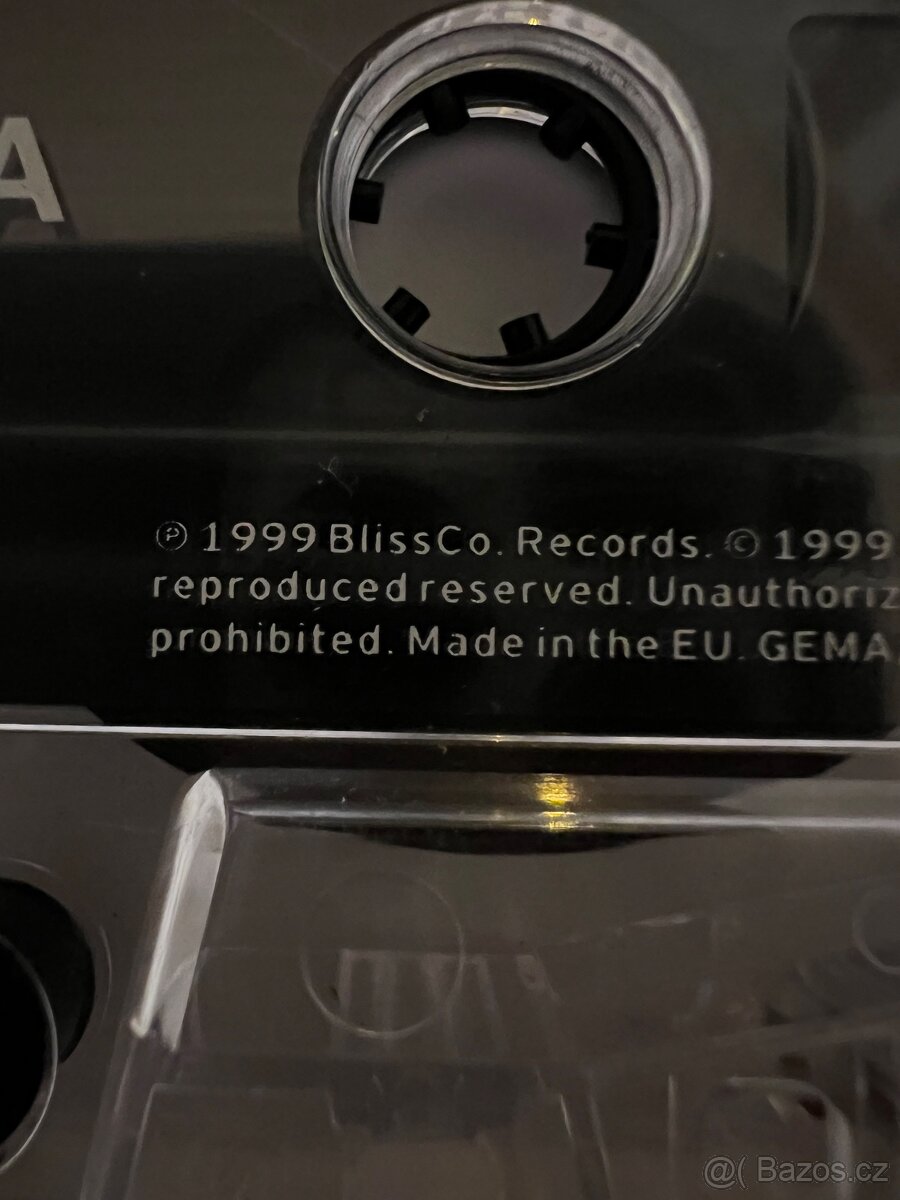 A
℗ 1999 BlissCo. Records. © 1999
reproduced reserved. Unauthoriz
prohibited. Made in the EU. GEMA.
@( Bazos.cz